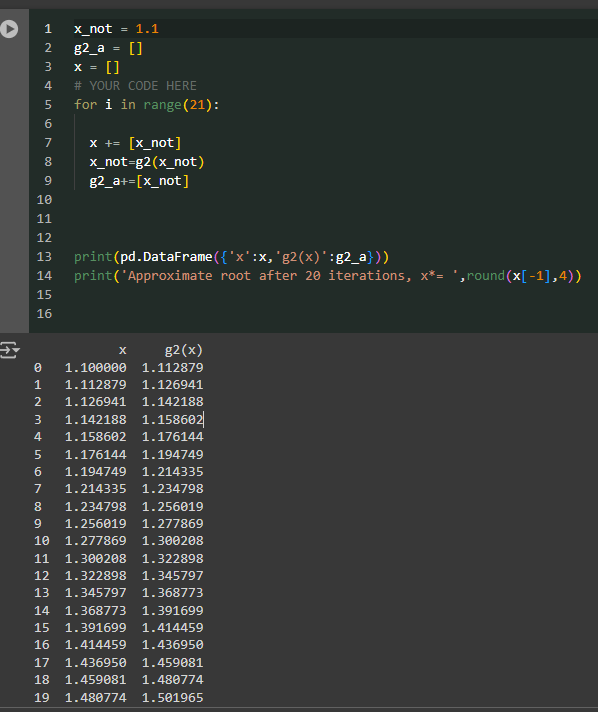 1 x_not = 1.1
2 g2_a = []
3 x = []
4 # YOUR CODE HERE
5 for i in range(21):
6
7 x += [x_not]
8 x_not=g2(x_not)
9 g2_a+=[x_not]
10
11
12
13 print(pd.DataFrame({'x':x,'g2(x)':g2_a}))
14 print('Approximate root after 20 iterations, x*= ',round(x[-1],4))
15
16
x g2(x)
0 1.100000 1.112879
1 1.112879 1.126941
2 1.126941 1.142188
3 1.142188 1.158602
4 1.158602 1.176144
5 1.176144 1.194749
6 1.194749 1.214335
7 1.214335 1.234798
8 1.234798 1.256019
9 1.256019 1.277869
10 1.277869 1.300208
11 1.300208 1.322898
12 1.322898 1.345797
13 1.345797 1.368773
14 1.368773 1.391699
15 1.391699 1.414459
16 1.414459 1.436950
17 1.436950 1.459081
18 1.459081 1.480774
19 1.480774 1.501965